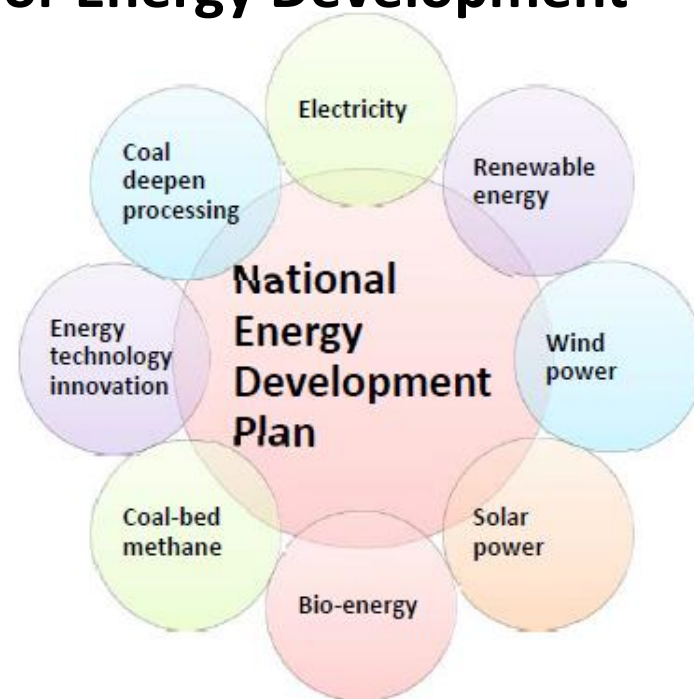 or Energy Development
Electricity
Renewable
energy
Wind
power
Solar
power
Bio-energy
Coal-bed
methane
Energy
technology
innovation
Coal
deepen
processing
National
Energy
Development
Plan